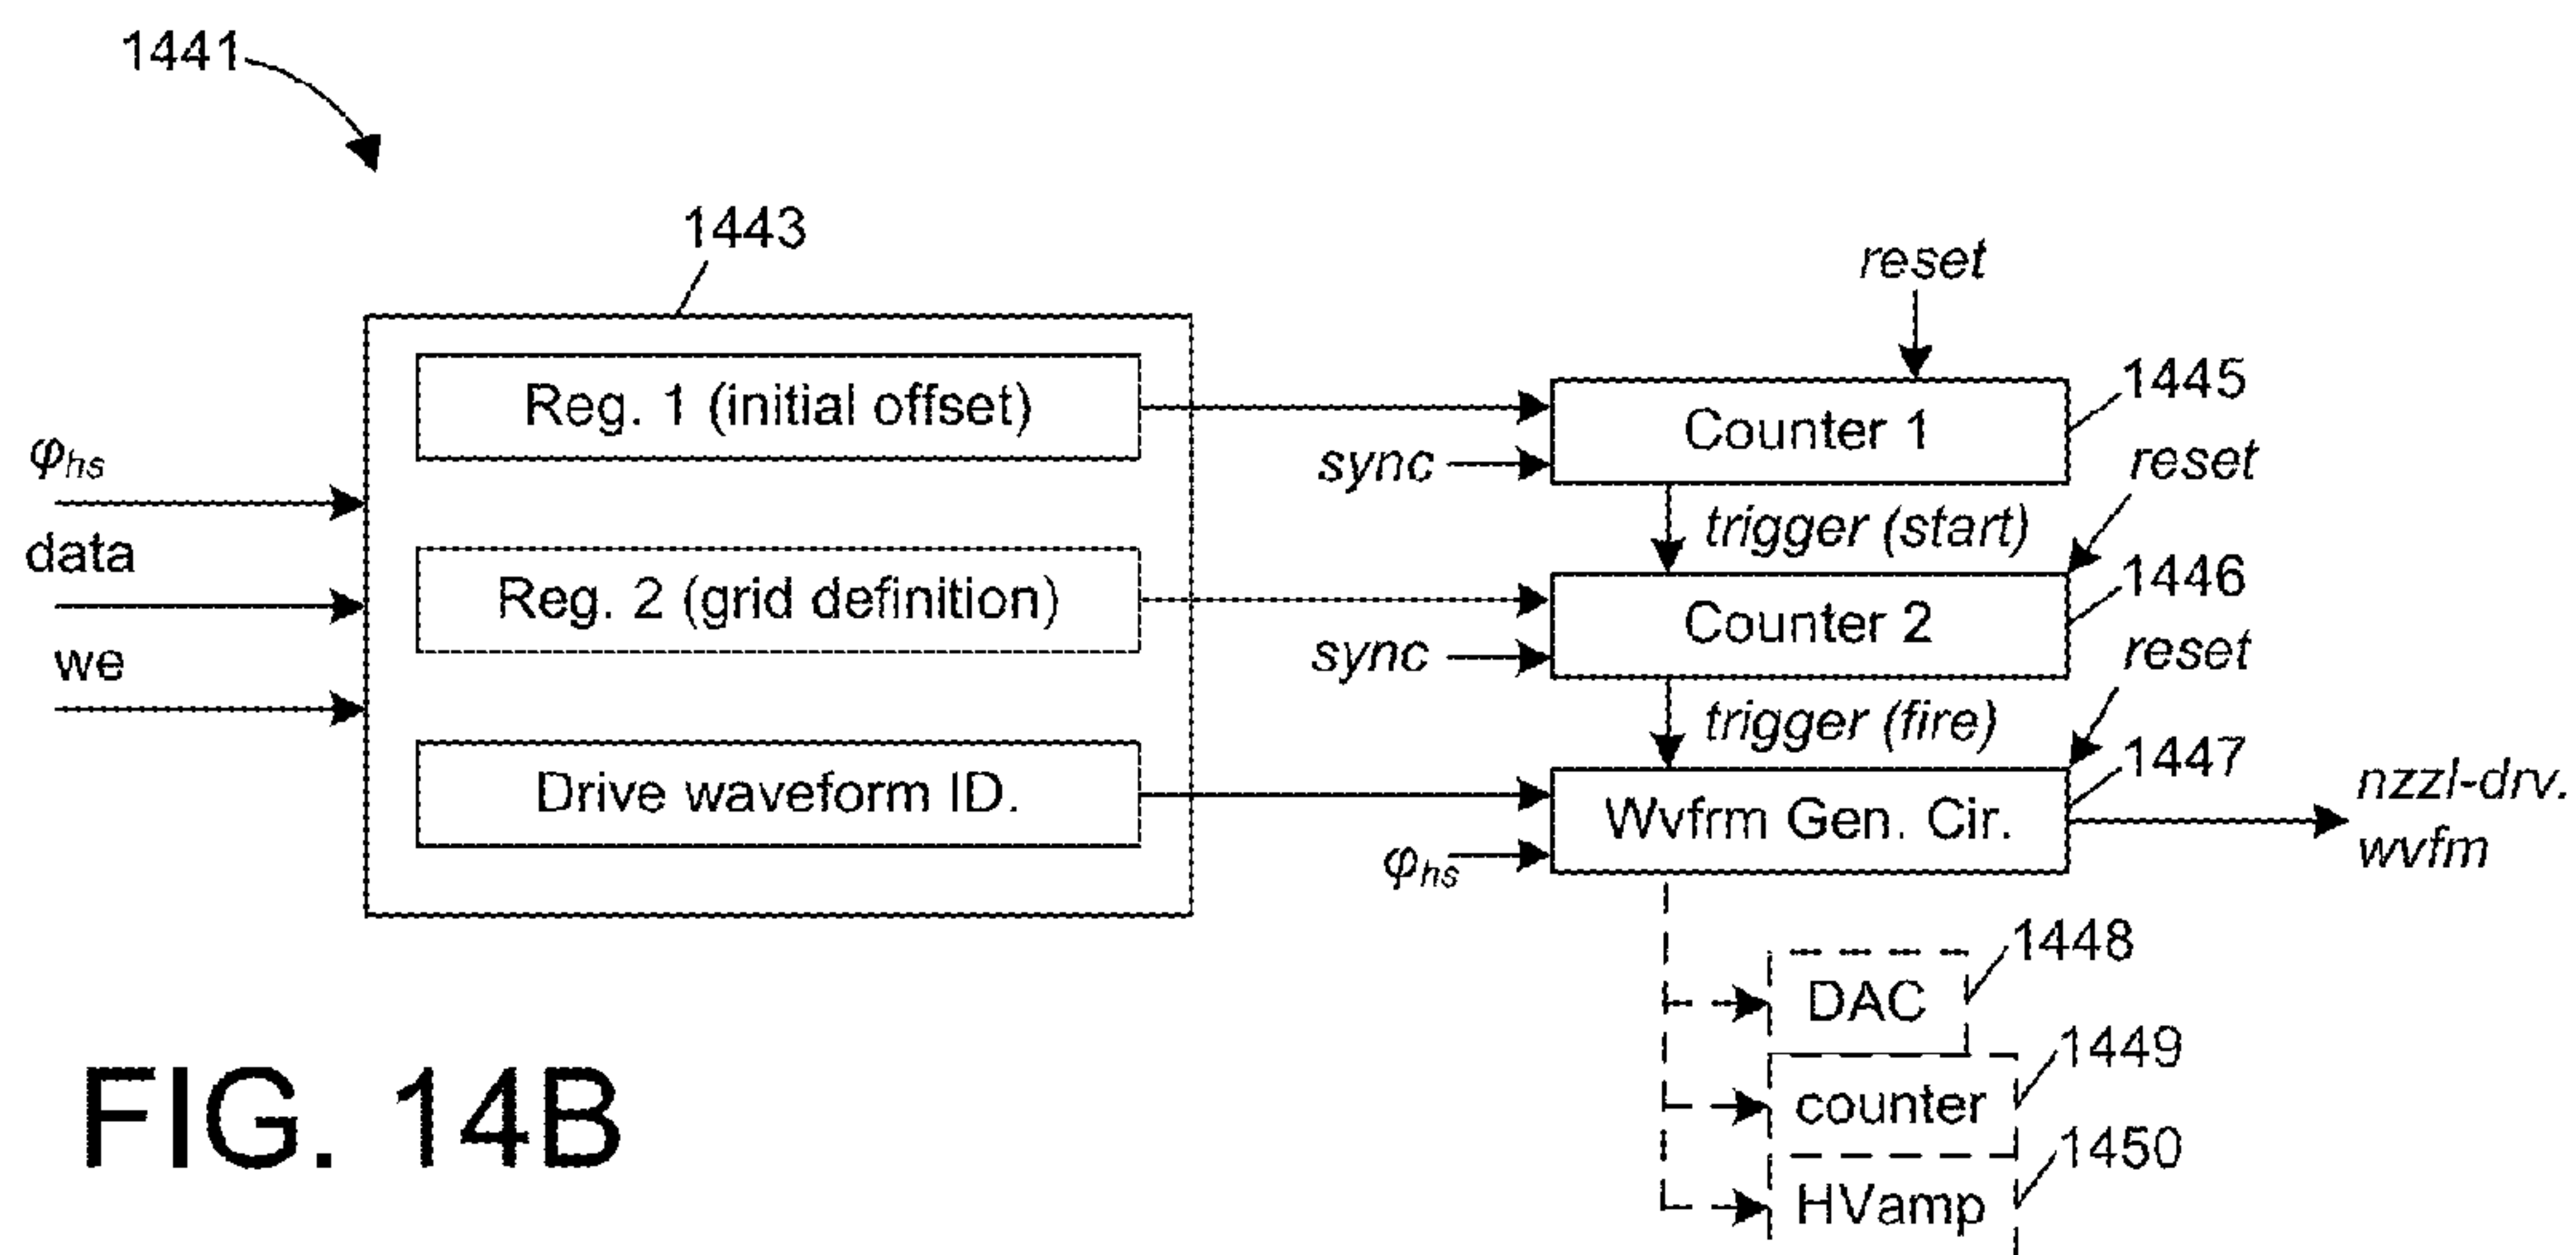 1441
1443
reset
Reg. 1 (initial offset)
Counter 1
1445
φhs
sync
reset
trigger (start)
data
Reg. 2 (grid definition)
Counter 2
1446
we
sync
reset
trigger (fire)
Drive waveform ID.
Wvfrm Gen. Cir.
1447
nzzl-drv.
wvfm
φhs
DAC
1448
counter
1449
HVamp
1450
FIG. 14B